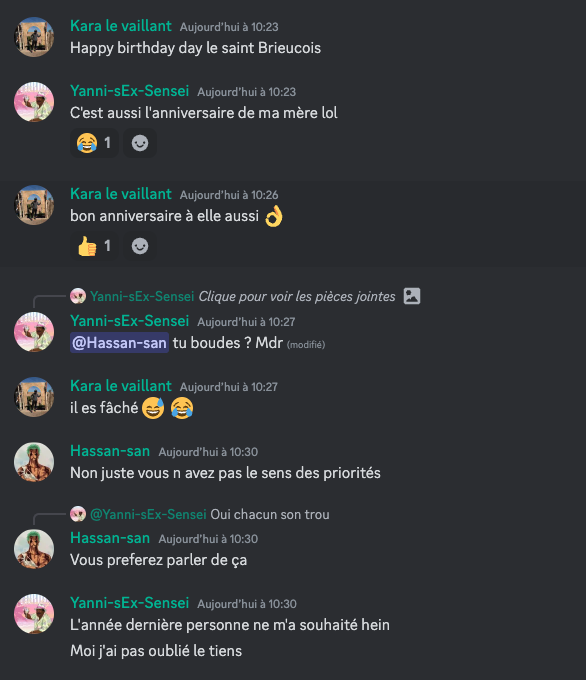 Kara le vaillant Aujourd'hui à 10:23
Happy birthday day le saint Brieucois
Yanni-sEx-Sensei Aujourd'hui à 10:23
C'est aussi l'anniversaire de ma mère lol
😂 1
Kara le vaillant Aujourd'hui à 10:26
bon anniversaire à elle aussi 👌
👍 1
Yanni-sEx-Sensei Clique pour voir les pièces jointes
Yanni-sEx-Sensei Aujourd'hui à 10:27
@Hassan-san tu boudes ? Mdr (modifié)
Kara le vaillant Aujourd'hui à 10:27
il es fâché 😅 😂
Hassan-san Aujourd'hui à 10:30
Non juste vous n avez pas le sens des priorités
@Yanni-sEx-Sensei Oui chacun son trou
Hassan-san Aujourd'hui à 10:30
Vous preferez parler de ça
Yanni-sEx-Sensei Aujourd'hui à 10:30
L'année dernière personne ne m'a souhaité hein
Moi j'ai pas oublié le tiens